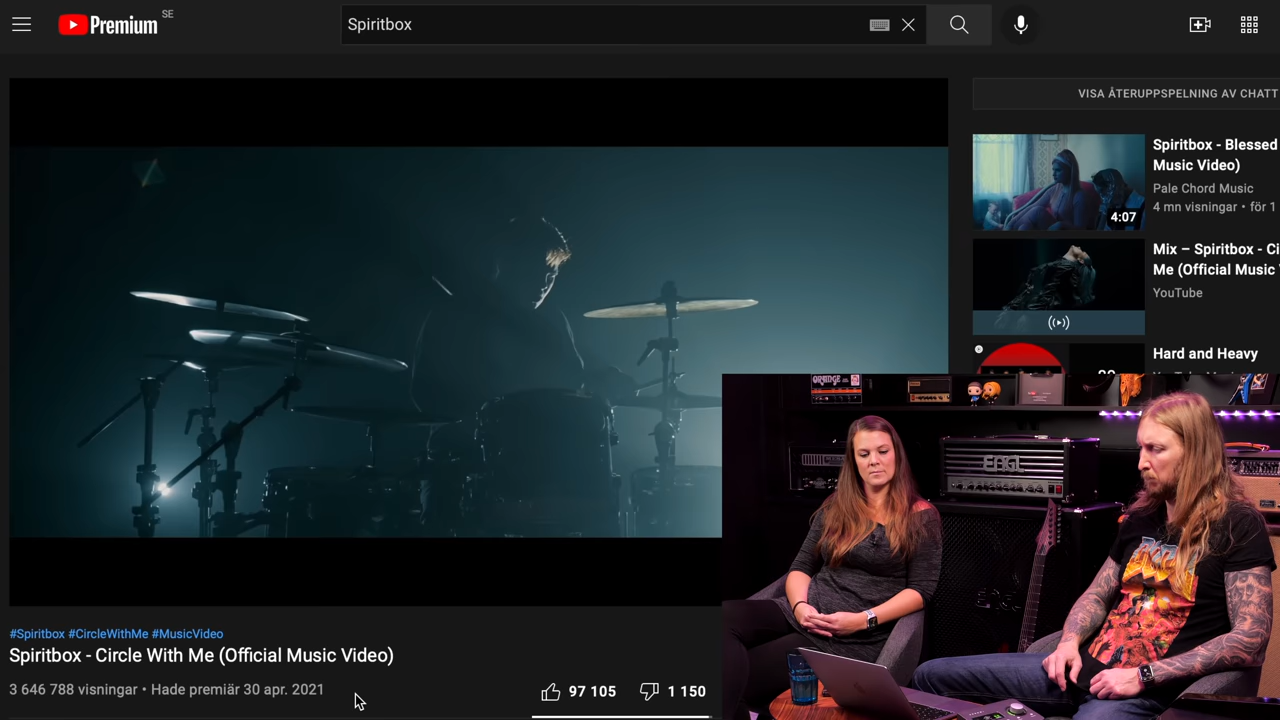 Premium
SE
Spiritbox
VISA ÅTERUPPSPELNING AV CHATT
Spiritbox - Blessed
Music Video)
Pale Chord Music
4 mn visningar • för 1
4:07
Mix – Spiritbox - Ci
Me (Official Music
YouTube
Hard and Heavy
ORANGE
ENGL
DOOM
#Spiritbox #CircleWithMe #MusicVideo
Spiritbox - Circle With Me (Official Music Video)
3 646 788 visningar • Hade premiär 30 apr. 2021
97 105
1 150